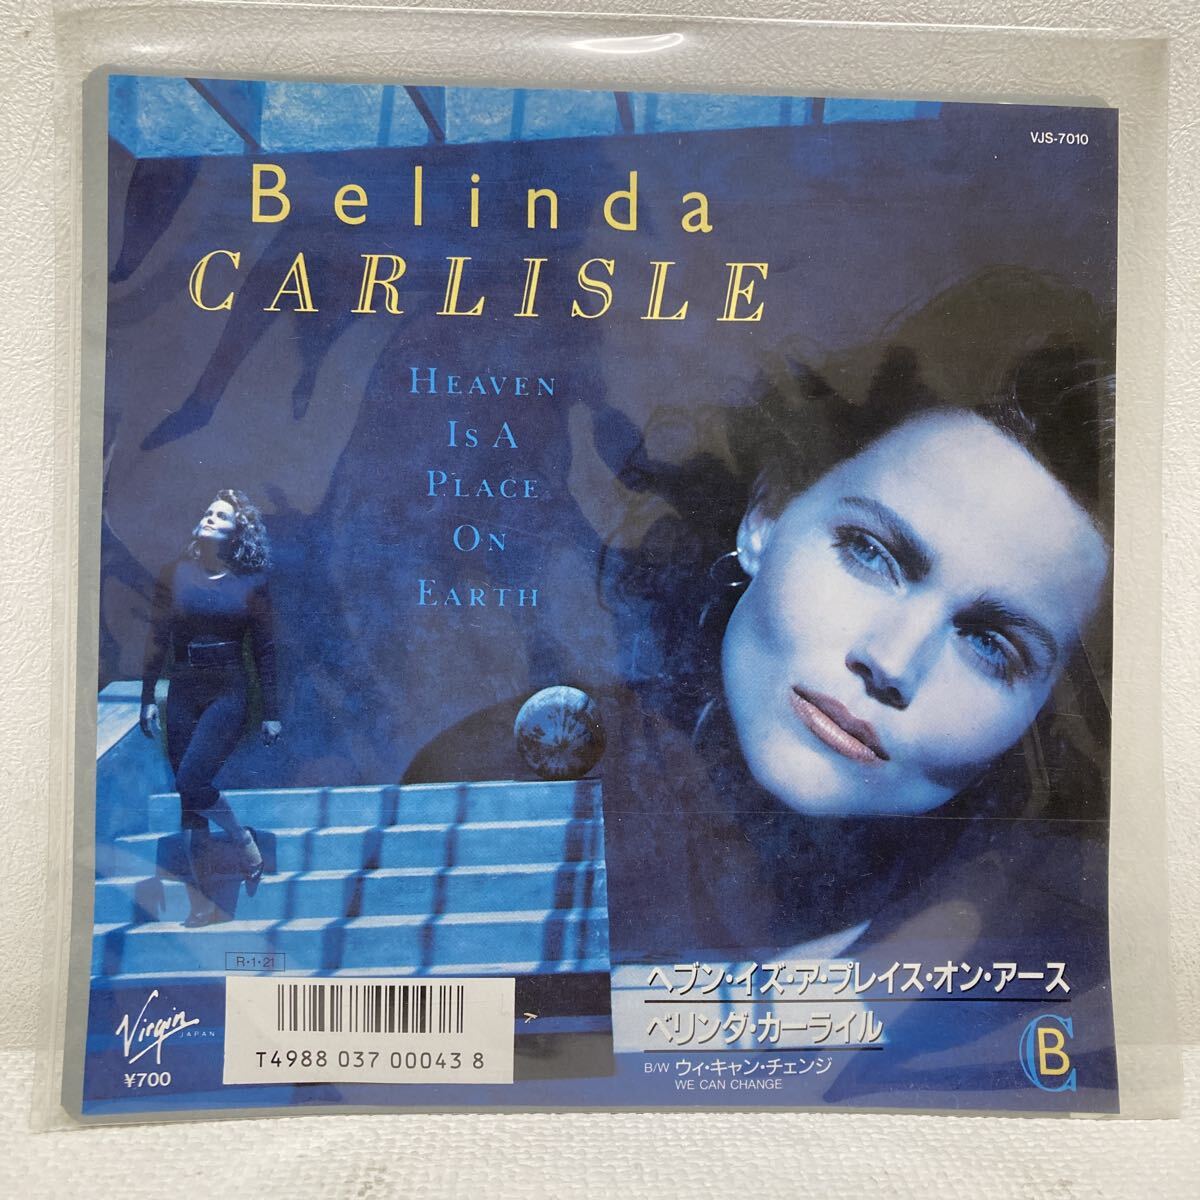 VJS-7010
Belinda
CARLISLE
HEAVEN
IS A
PLACE
ON
EARTH
R・1・21
ヘブン・イズ・ア・プレイス・オン・アース
ベリンダ・カーライル
B/W ウィ・キャン・チェンジ
WE CAN CHANGE
Virgin
JAPAN
¥700
T4988 037 00043 8
CB